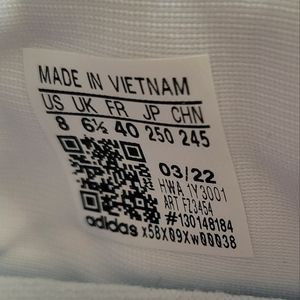 MADE IN VIETNAM
US UK FR JP CHN
8 6½ 40 250 245
03/22
HWA 1Y3001
ART FZ3454
#130148184
adidas x58X09Xw00038